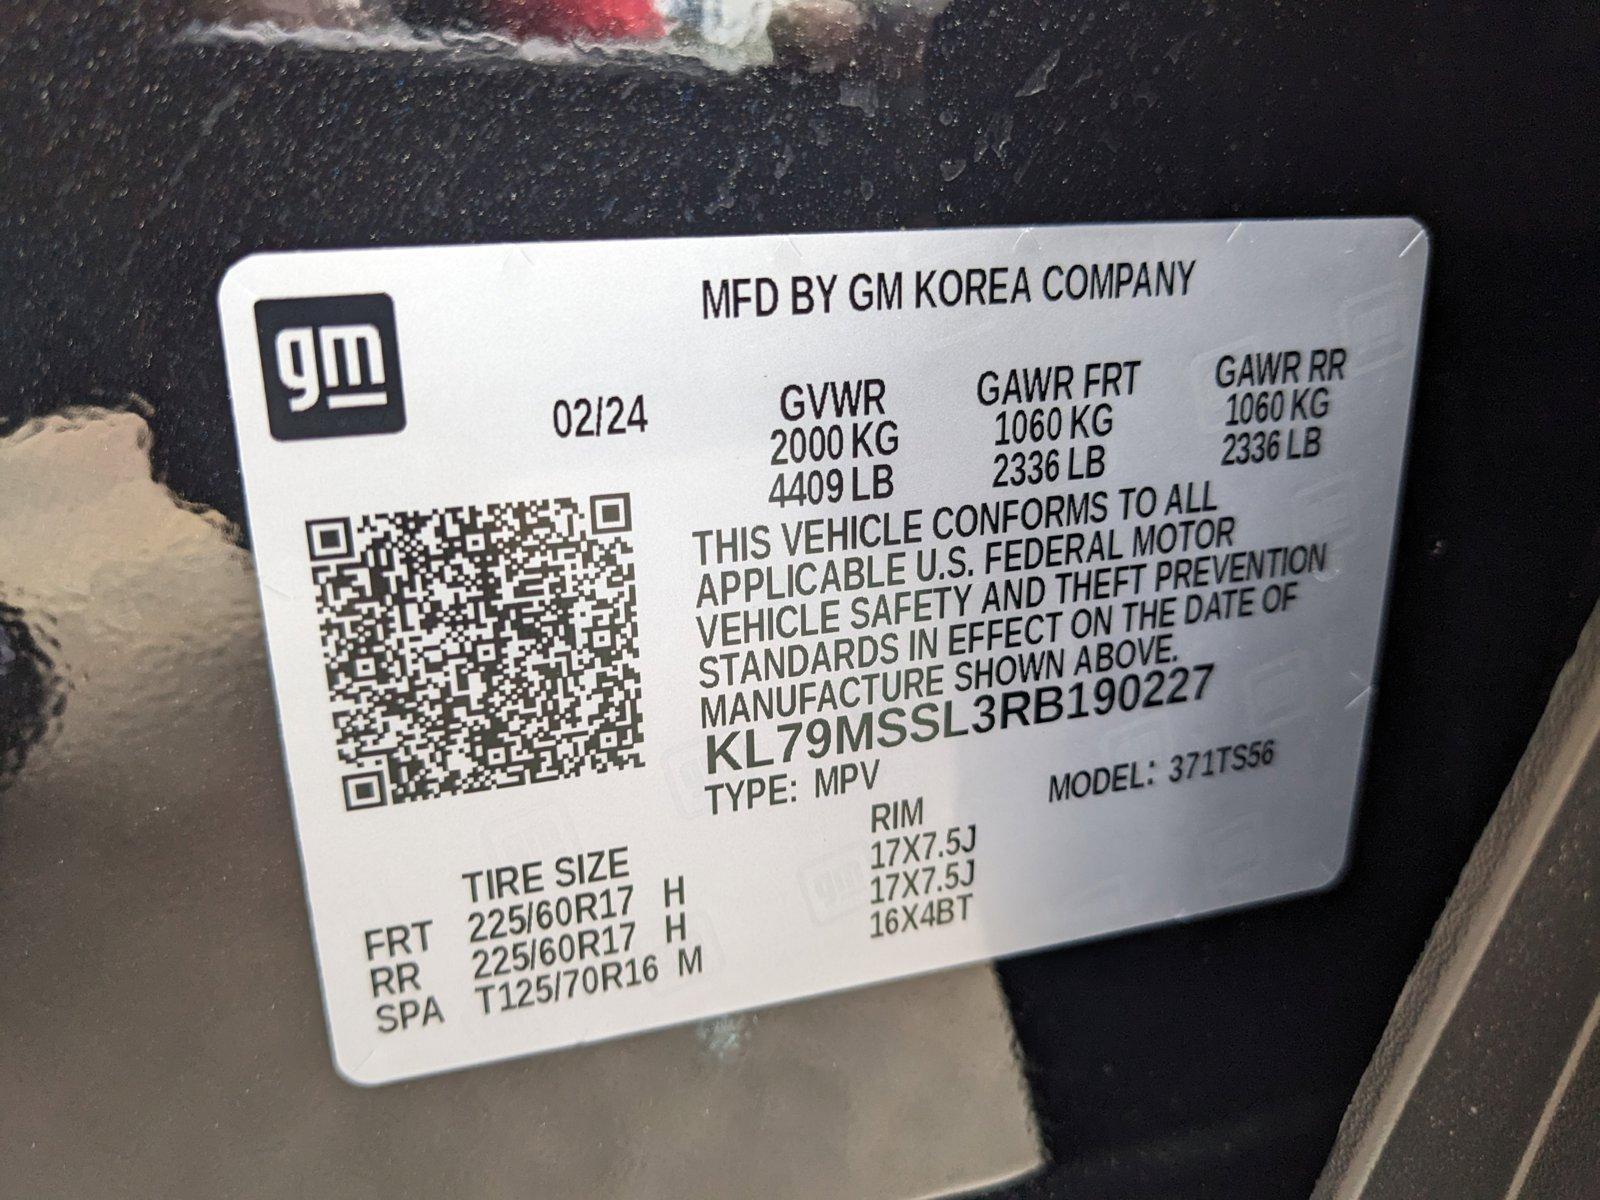 gm
MFD BY GM KOREA COMPANY
02/24
GVWR
2000 KG
4409 LB
GAWR FRT
1060 KG
2336 LB
GAWR RR
1060 KG
2336 LB
THIS VEHICLE CONFORMS TO ALL
APPLICABLE U.S. FEDERAL MOTOR
VEHICLE SAFETY AND THEFT PREVENTION
STANDARDS IN EFFECT ON THE DATE OF
MANUFACTURE SHOWN ABOVE.
KL79MSSL3RB190227
TYPE: MPV MODEL: 371TS56
TIRE SIZE RIM
FRT 225/60R17 H 17X7.5J
RR 225/60R17 H 17X7.5J
SPA T125/70R16 M 16X4BT